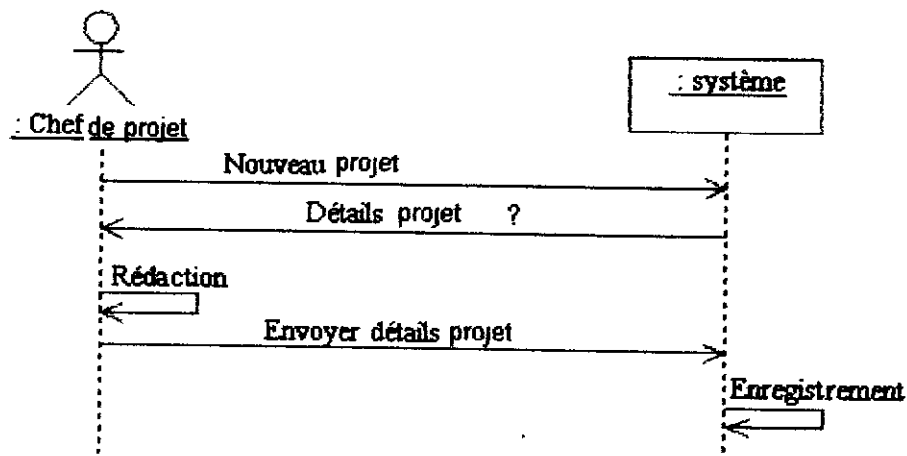 : système
: Chef de projet
Nouveau projet
Détails projet ?
Rédaction
Envoyer détails projet
Enregistrement